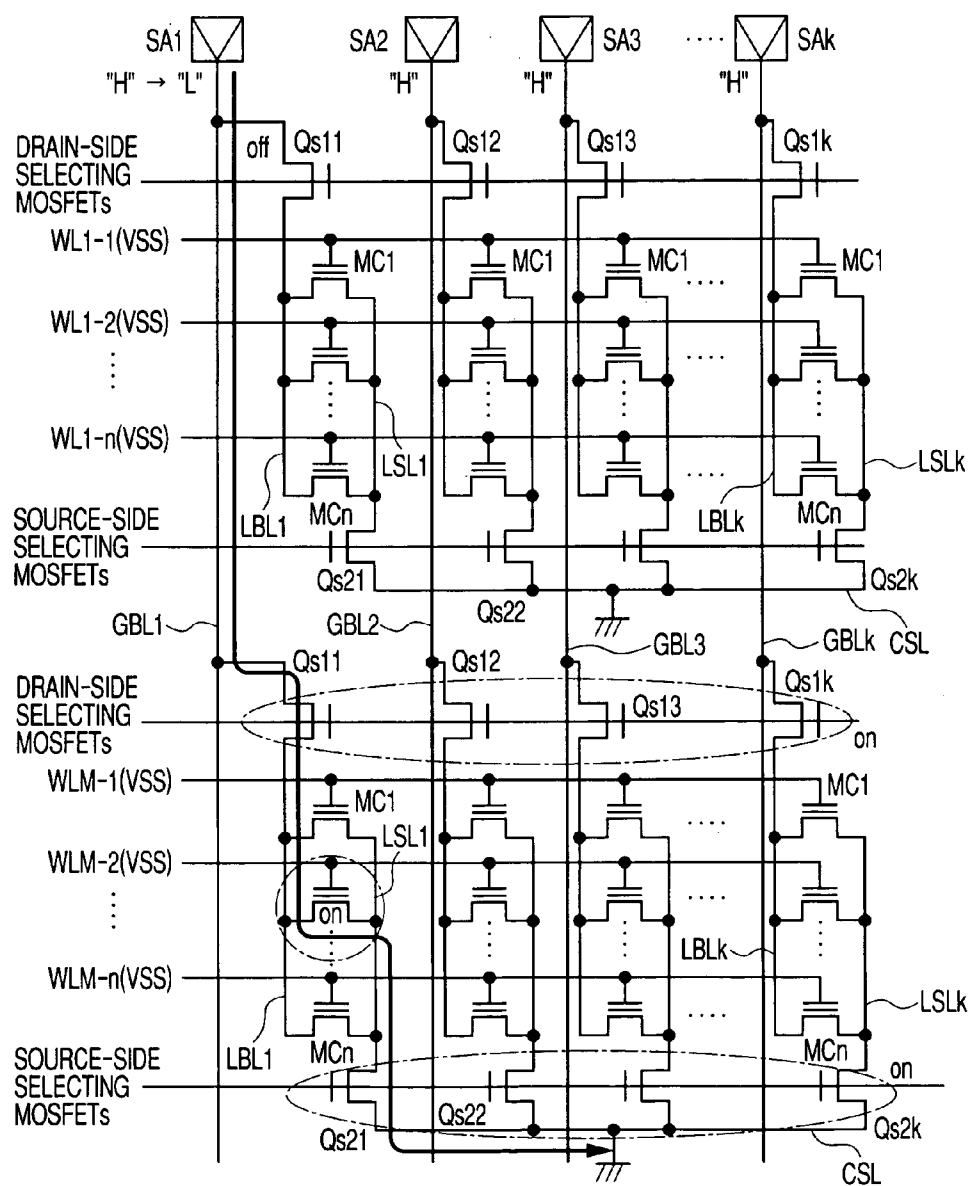 SA1 SA2 SA3 .... SAk
"H" → "L" "H" "H" "H"
off Qs11 Qs12 Qs13 Qs1k
DRAIN-SIDE
SELECTING
MOSFETs
WL1-1(VSS)
MC1 MC1 MC1 MC1
....
WL1-2(VSS)
....
WL1-n(VSS)
LSL1 .... LSLk
LBL1 MCn LBLk MCn
SOURCE-SIDE
SELECTING
MOSFETs
Qs21 Qs22 Qs2k
GBL1 GBL2 GBL3 GBLk CSL
Qs11 Qs12 Qs13 Qs1k
DRAIN-SIDE
SELECTING
MOSFETs
on
WLM-1(VSS)
MC1 MC1
LSL1 ....
WLM-2(VSS)
on ....
LBLk
WLM-n(VSS)
.... LSLk
LBL1 MCn MCn
SOURCE-SIDE
SELECTING
MOSFETs
on
Qs21 Qs22 Qs2k
CSL